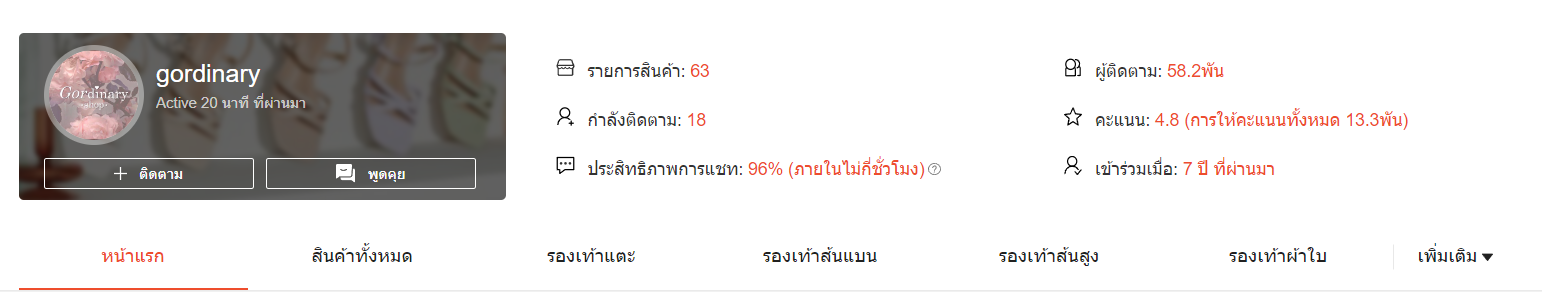 gordinary
Active 20 นาที ที่ผ่านมา
Gordinary
ติดตาม
พูดคุย
รายการสินค้า: 63
กำลังติดตาม: 18
ประสิทธิภาพการแชท: 96% (ภายในไม่กี่ชั่วโมง)
ผู้ติดตาม: 58.2พัน
คะแนน: 4.8 (การให้คะแนนทั้งหมด 13.3พัน)
เข้าร่วมเมื่อ: 7 ปี ที่ผ่านมา
หน้าแรก
สินค้าทั้งหมด
รองเท้าแตะ
รองเท้าส้นแบน
รองเท้าส้นสูง
รองเท้าผ้าใบ
เพิ่มเติม